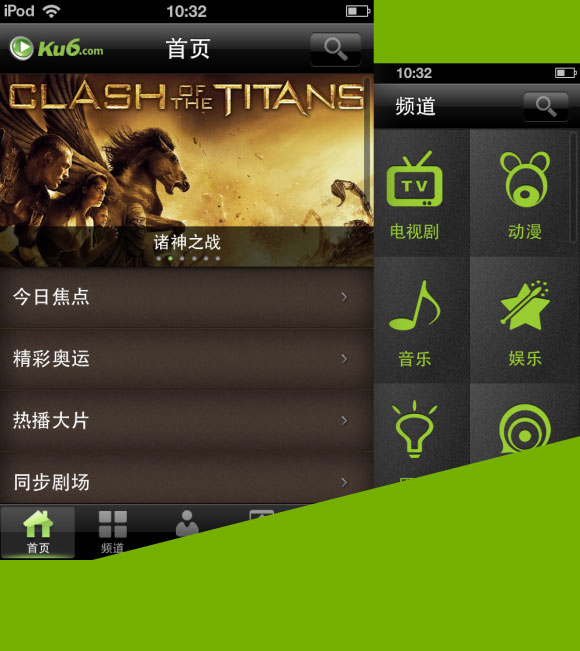 iPod 10:32
Ku6.com 首页
CLASH OF THE TITANS
诸神之战
今日焦点
精彩奥运
热播大片
同步剧场
首页 频道
10:32
频道
TV
电视剧 动漫
音乐 娱乐